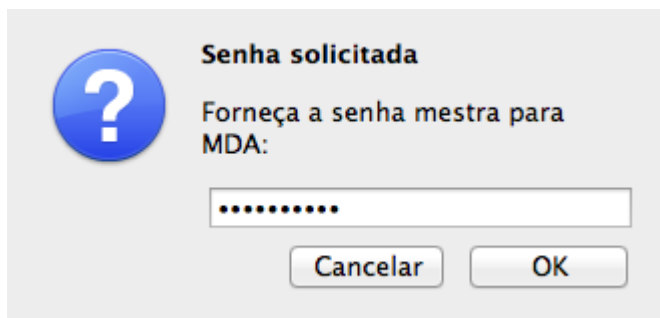 Senha solicitada
Forneça a senha mestra para
MDA:
••••••••••
Cancelar
OK